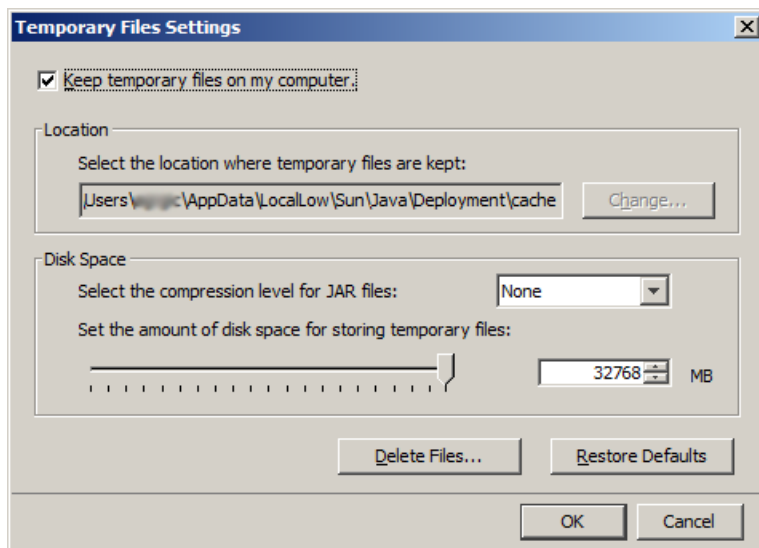 Temporary Files Settings
Keep temporary files on my computer.
Location
Select the location where temporary files are kept:
Users\ \AppData\LocalLow\Sun\Java\Deployment\cache
Change...
Disk Space
Select the compression level for JAR files:
None
Set the amount of disk space for storing temporary files:
32768 MB
Delete Files...
Restore Defaults
OK
Cancel